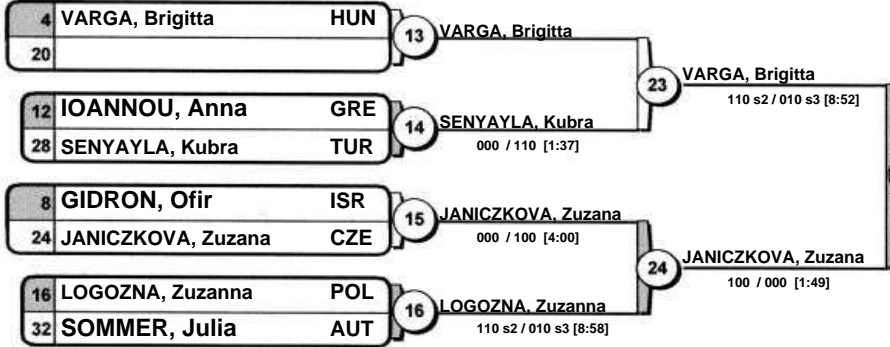 4 VARGA, Brigitta HUN
20
13 VARGA, Brigitta
12 IOANNOU, Anna GRE
28 SENYAYLA, Kubra TUR
14 SENYAYLA, Kubra
000 / 110 [1:37]
23 VARGA, Brigitta
110 s2 / 010 s3 [8:52]
8 GIDRON, Ofir ISR
24 JANICZKOVA, Zuzana CZE
15 JANICZKOVA, Zuzana
000 / 100 [4:00]
16 LOGOZNA, Zuzanna POL
32 SOMMER, Julia AUT
16 LOGOZNA, Zuzanna
110 s2 / 010 s3 [8:58]
24 JANICZKOVA, Zuzana
100 / 000 [1:49]